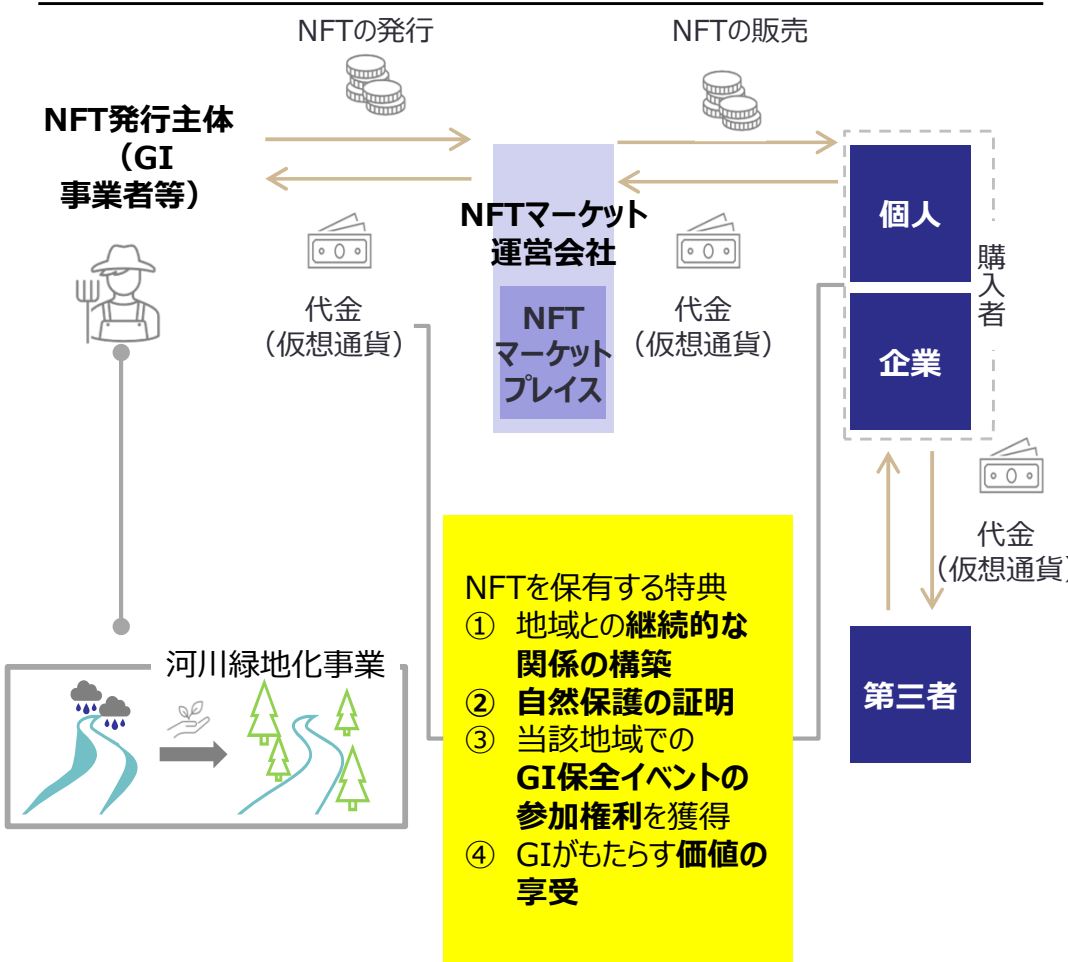 NFTの発行
NFTの販売
NFT発行主体
（GI
事業者等）
NFTマーケット
運営会社
NFT
マーケット
プレイス
代金
（仮想通貨）
代金
（仮想通貨）
個人
企業
購入者
代金
（仮想通貨）
第三者
河川緑地化事業
NFTを保有する特典
① 地域との継続的な
関係の構築
② 自然保護の証明
③ 当該地域での
GI保全イベントの
参加権利を獲得
④ GIがもたらす価値の
享受